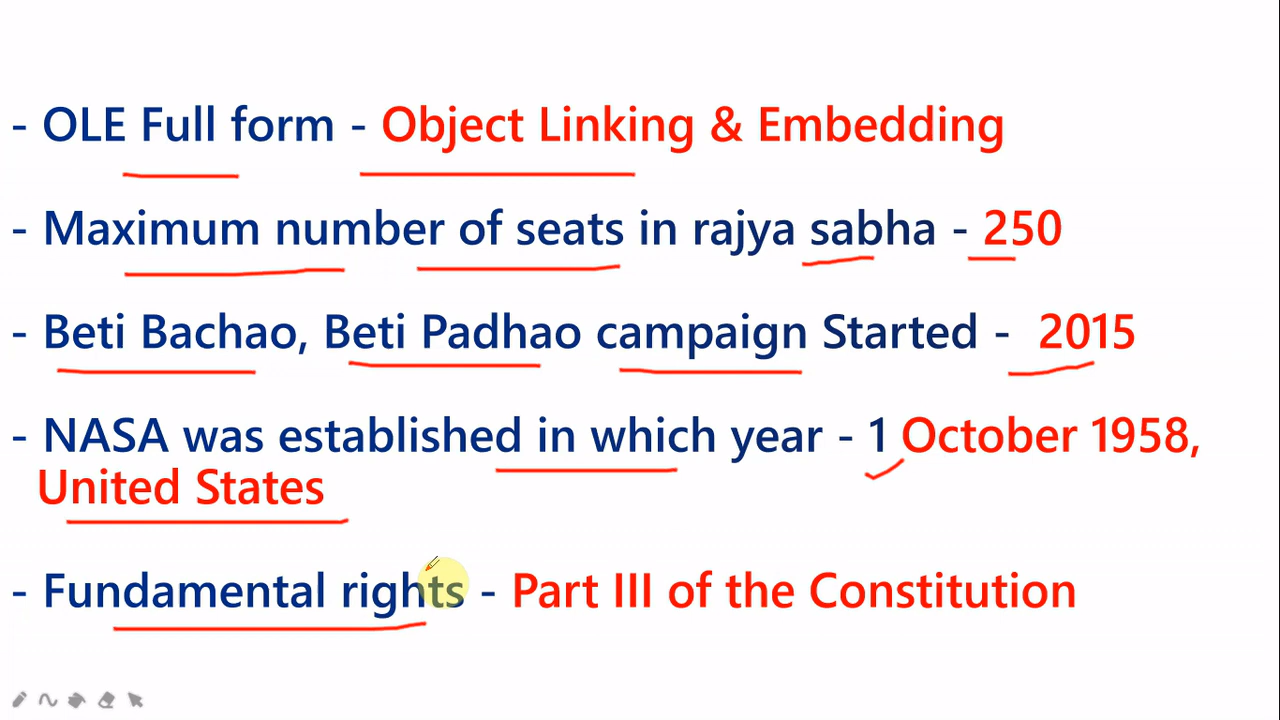 - OLE Full form - Object Linking & Embedding
- Maximum number of seats in rajya sabha - 250
- Beti Bachao, Beti Padhao campaign Started - 2015
- NASA was established in which year - 1 October 1958,
United States
- Fundamental rights - Part III of the Constitution